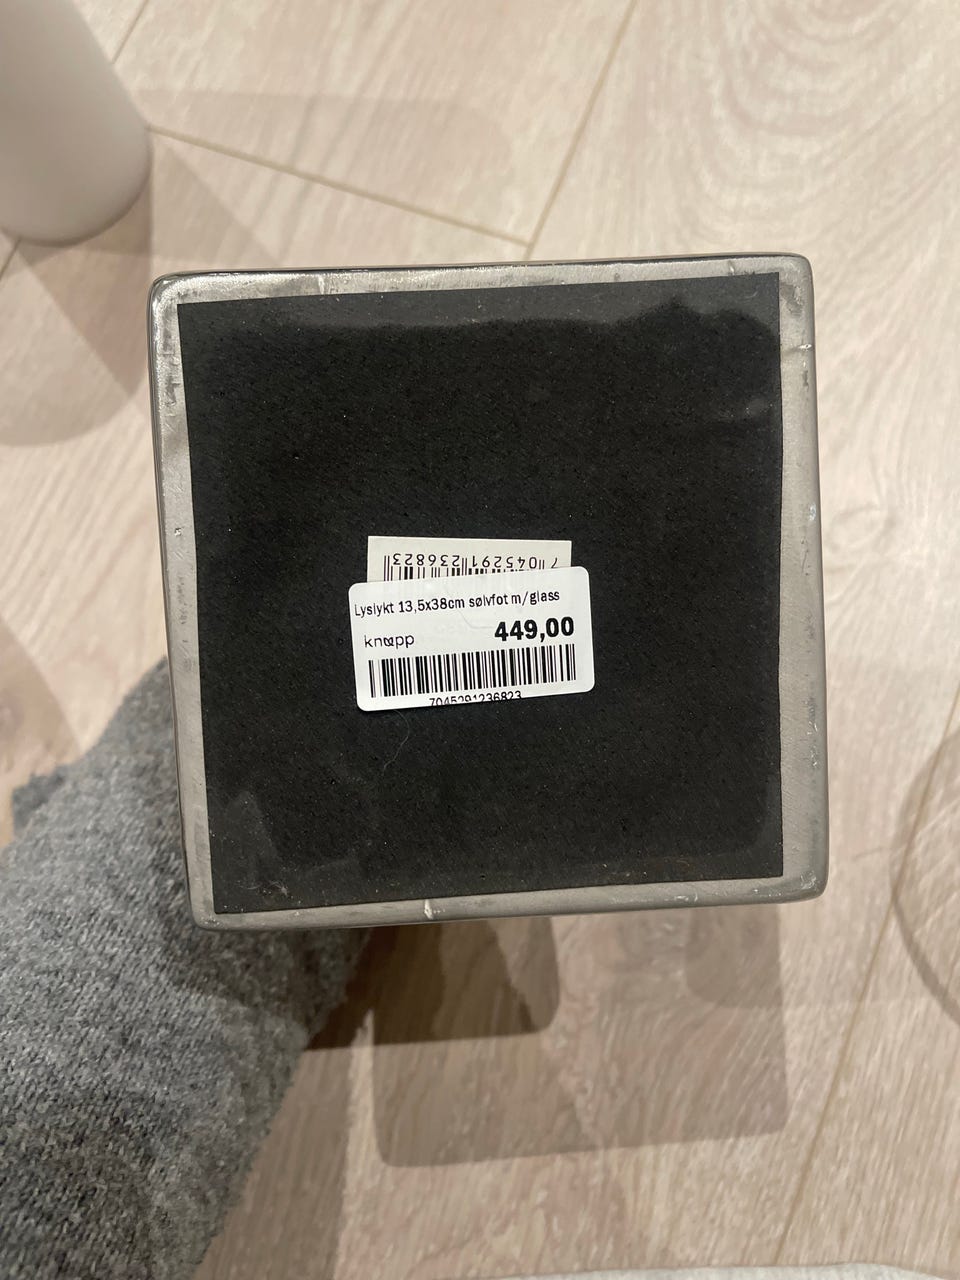 7045291236823
Lyslykt 13,5x38cm sølvfot m/glass
knapp 449,00
7045291236823